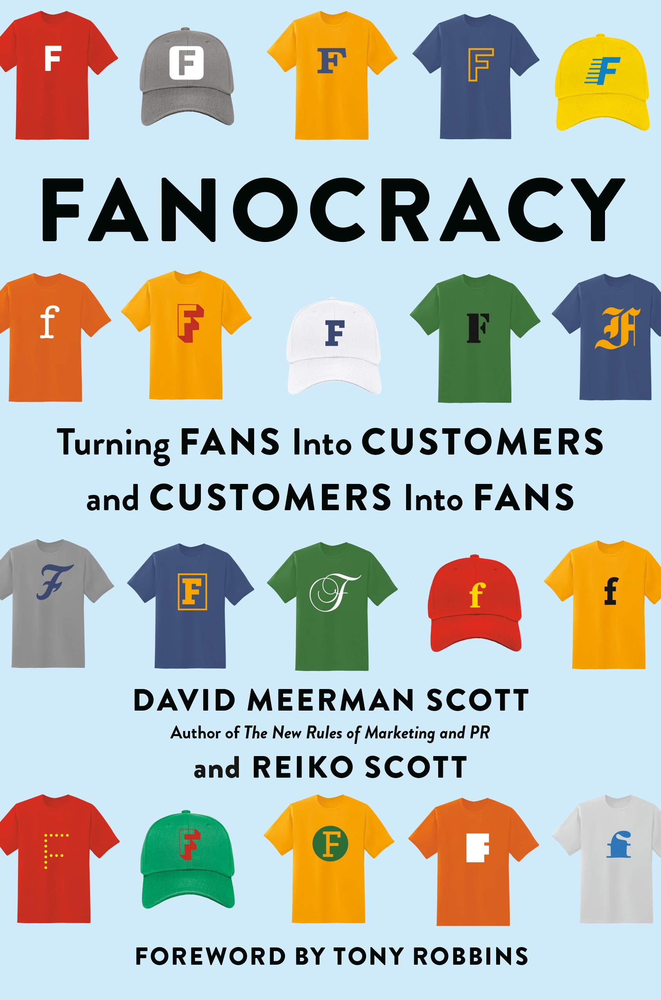 F F F F F
FANOCRACY
f F F F F
Turning FANS Into CUSTOMERS
and CUSTOMERS Into FANS
F F F f f
DAVID MEERMAN SCOTT
Author of The New Rules of Marketing and PR
and REIKO SCOTT
F F F F f
FOREWORD BY TONY ROBBINS